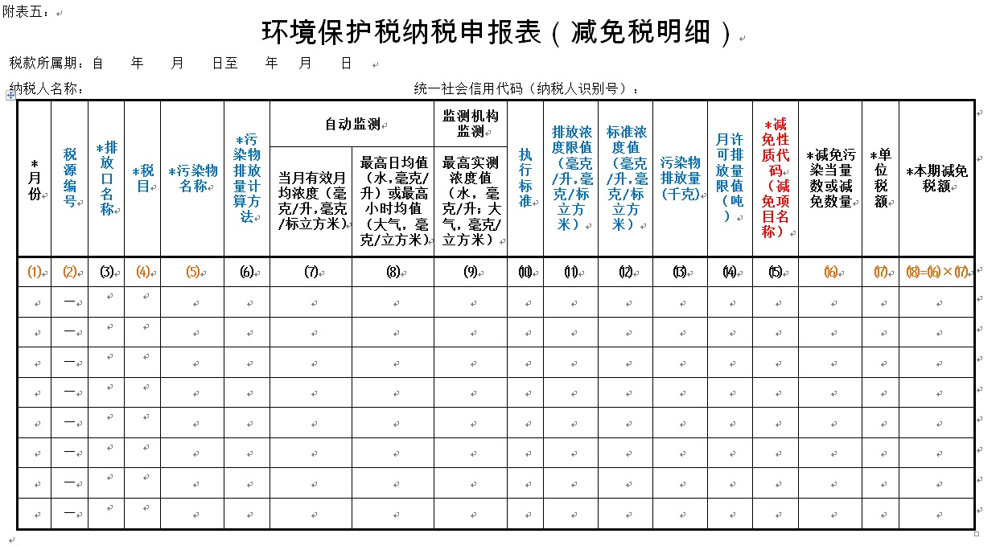 附表五：
环境保护税纳税申报表（减免税明细）
税款所属期：自 年 月 日至 年 月 日
纳税人名称： 统一社会信用代码（纳税人识别号）：
*
月
份
税
源
编
号
*排
放
口
名
称
*税
目
*污染物
名称
*污
染物
排放
量计
算方
法
自动监测
当月有效月
均浓度（毫
克/升,毫克
/标立方米）
最高日均值
（水,毫克/
升）或最高
小时均值
（大气，毫
克/立方米）
监测机构
监测
最高实测
浓度值
（水，毫
克/升；大
气，毫克/
立方米）
执
行
标
准
排放浓
度限值
（毫克
/升,毫
克/标
立方
米）
标准浓
度值
（毫克
/升,毫
克/标
立方
米）
污染物
排放量
(千克)
月许
可排
放量
限值
（吨
）
*减
免性
质代
码
（减
免项
目名
称）
*减免污
染当量
数或减
免数量
*单
位税
额
*本期减免
税额
(1) (2) (3) (4) (5) (6) (7) (8) (9) ⑽ ⑾ ⑿ ⒀ ⒁ ⒂ ⒃ ⒄ ⒅=⒃×⒄
—
—
—
—
—
—
—
—